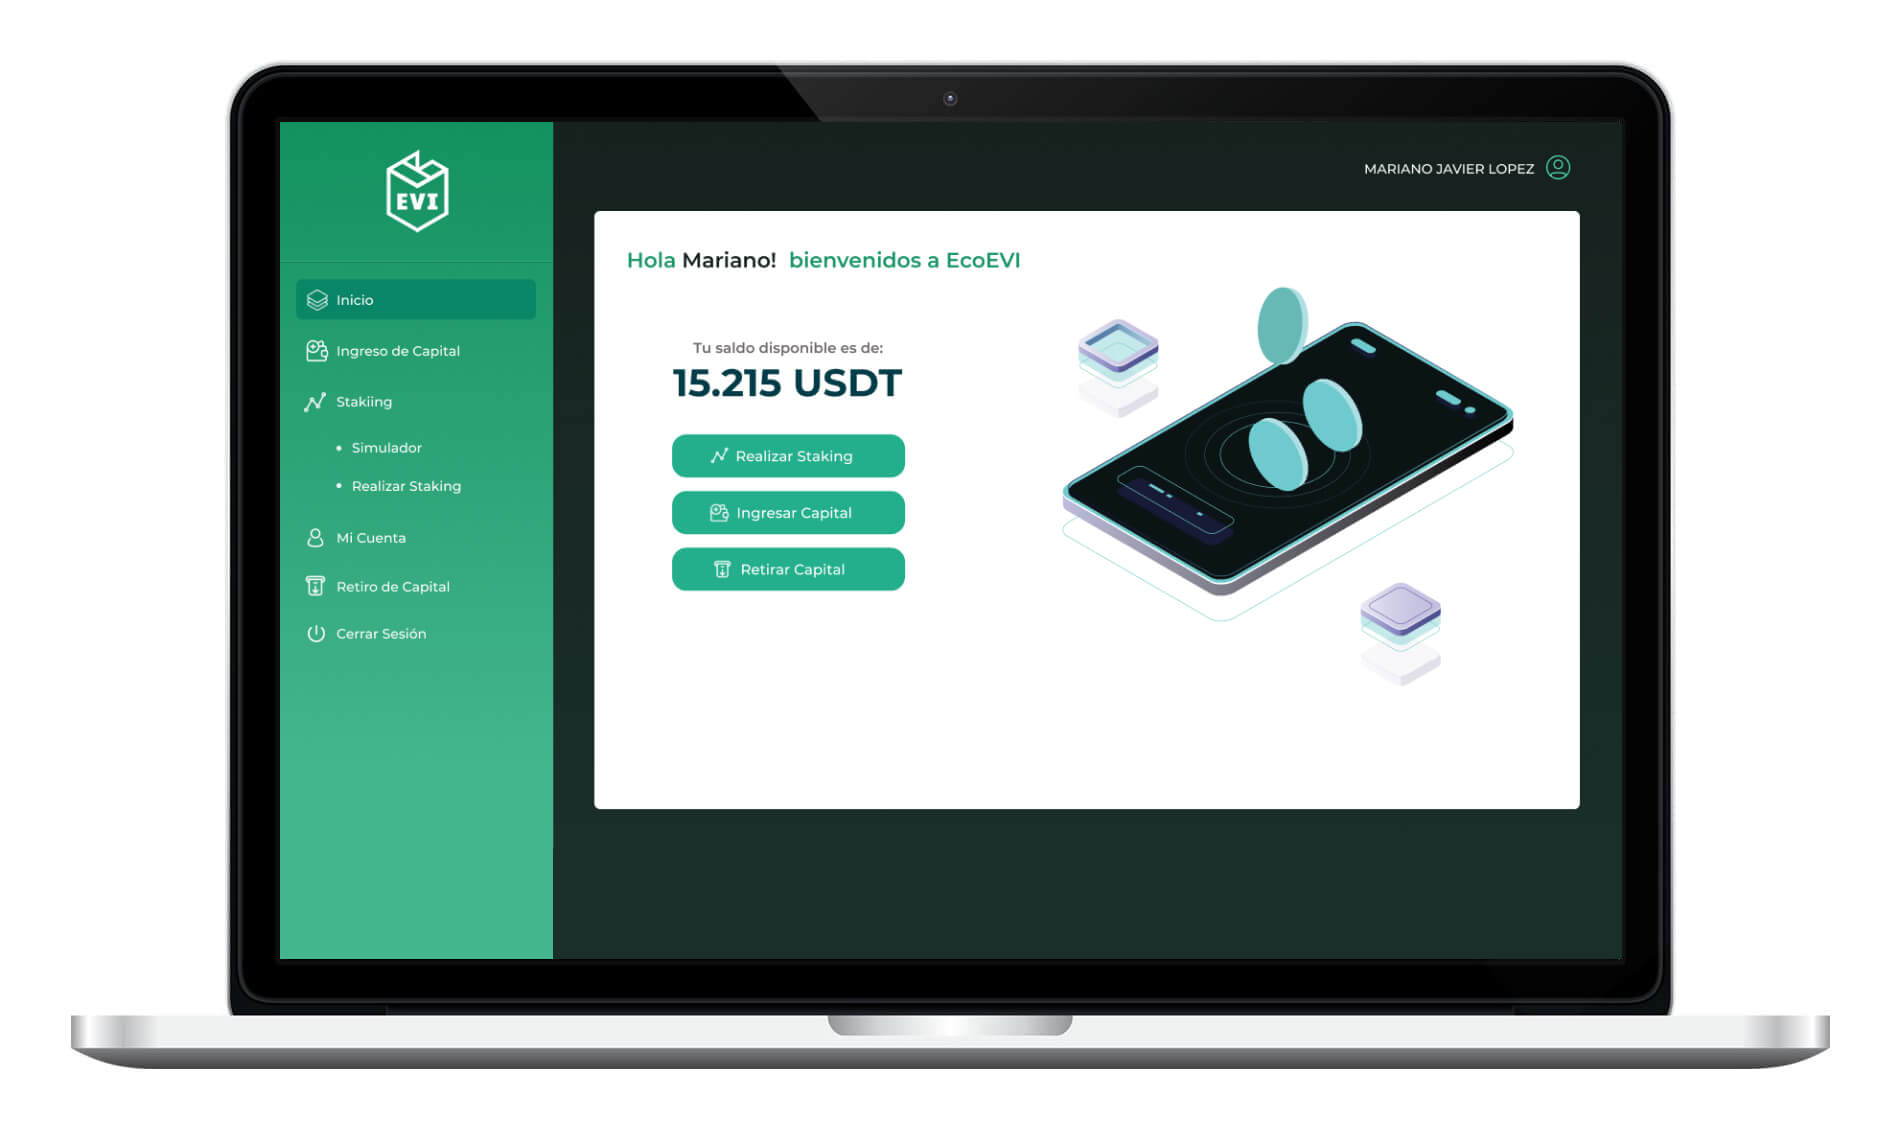 EVI
MARIANO JAVIER LOPEZ
Inicio
Ingreso de Capital
Stakiing
• Simulador
• Realizar Staking
Mi Cuenta
Retiro de Capital
Cerrar Sesión
Hola Mariano! bienvenidos a EcoEVI
Tu saldo disponible es de:
15.215 USDT
Realizar Staking
Ingresar Capital
Retirar Capital